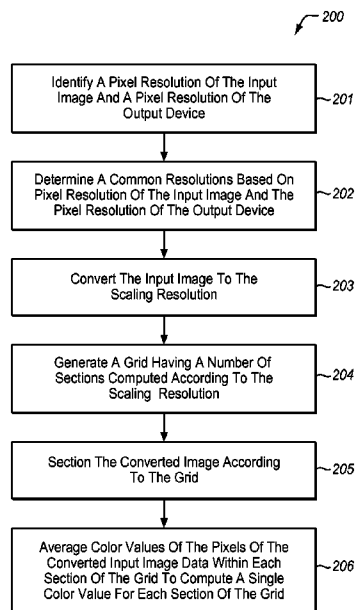 200
Identify A Pixel Resolution Of The Input
Image And A Pixel Resolution Of The
Output Device
201
Determine A Common Resolutions Based On
Pixel Resolution Of The Input Image And The
Pixel Resolution Of The Output Device
202
Convert The Input Image To The
Scaling Resolution
203
Generate A Grid Having A Number Of
Sections Computed According To The
Scaling Resolution
204
Section The Converted Image According
To The Grid
205
Average Color Values Of The Pixels Of The
Converted Input Image Data Within Each
Section Of The Grid To Compute A Single
Color Value For Each Section Of The Grid
206